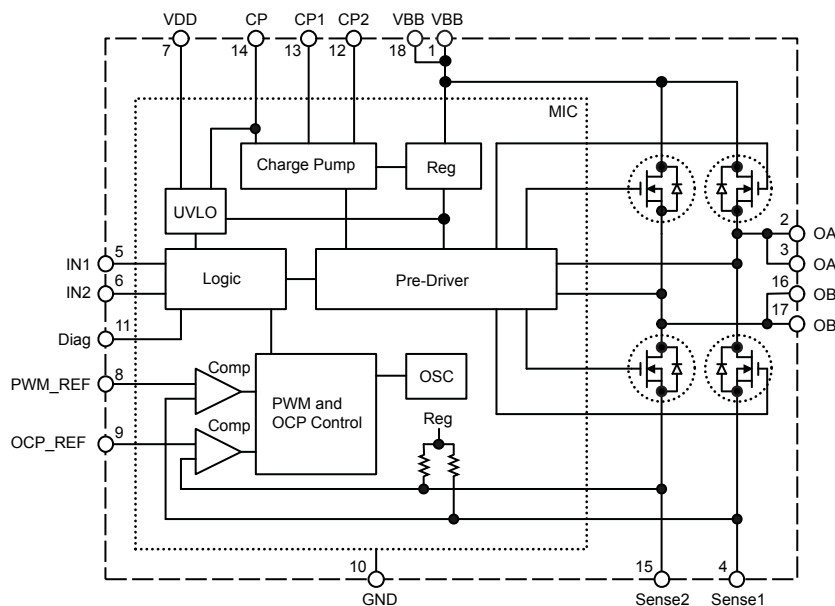 VDD CP CP1 CP2 VBB VBB
7 14 13 12 18 1
MIC
Charge Pump
Reg
UVLO
2 OA
3 OA
IN1 5
IN2 6
Logic
Pre-Driver
16 OB
17 OB
Diag 11
PWM_REF 8
Comp
PWM and
OCP Control
OSC
OCP_REF 9
Comp
Reg
10
GND
15
Sense2
4
Sense1